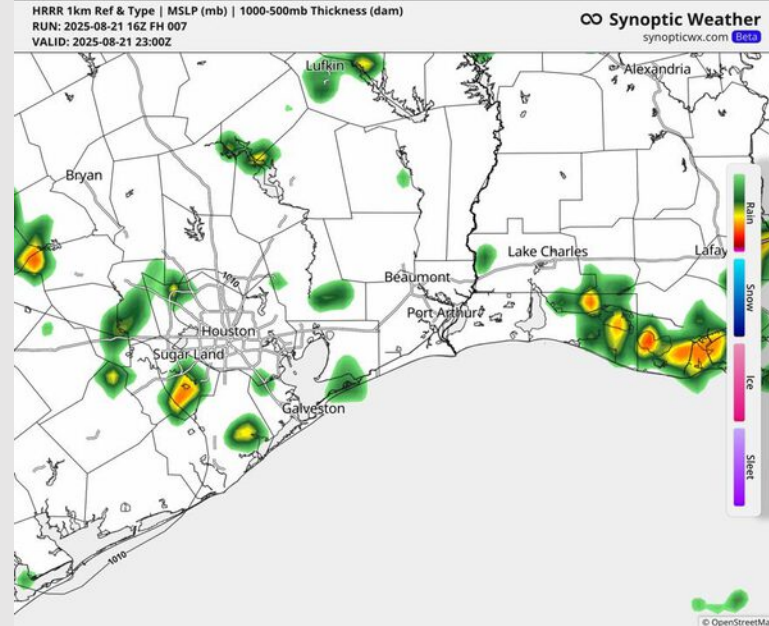 HRRR 1km Ref & Type | MSLP (mb) | 1000-500mb Thickness (dam)
RUN: 2025-08-21 16Z FH 007
VALID: 2025-08-21 23:00Z
Synoptic Weather
synopticwx.com Beta
Lufkin
Alexandria
Bryan
Rain
Lake Charles
Lafay
1010
Beaumont
Snow
Port Arthur
Houston
Sugar Land
Ice
Galveston
Sleet
1010
© OpenStreetMa